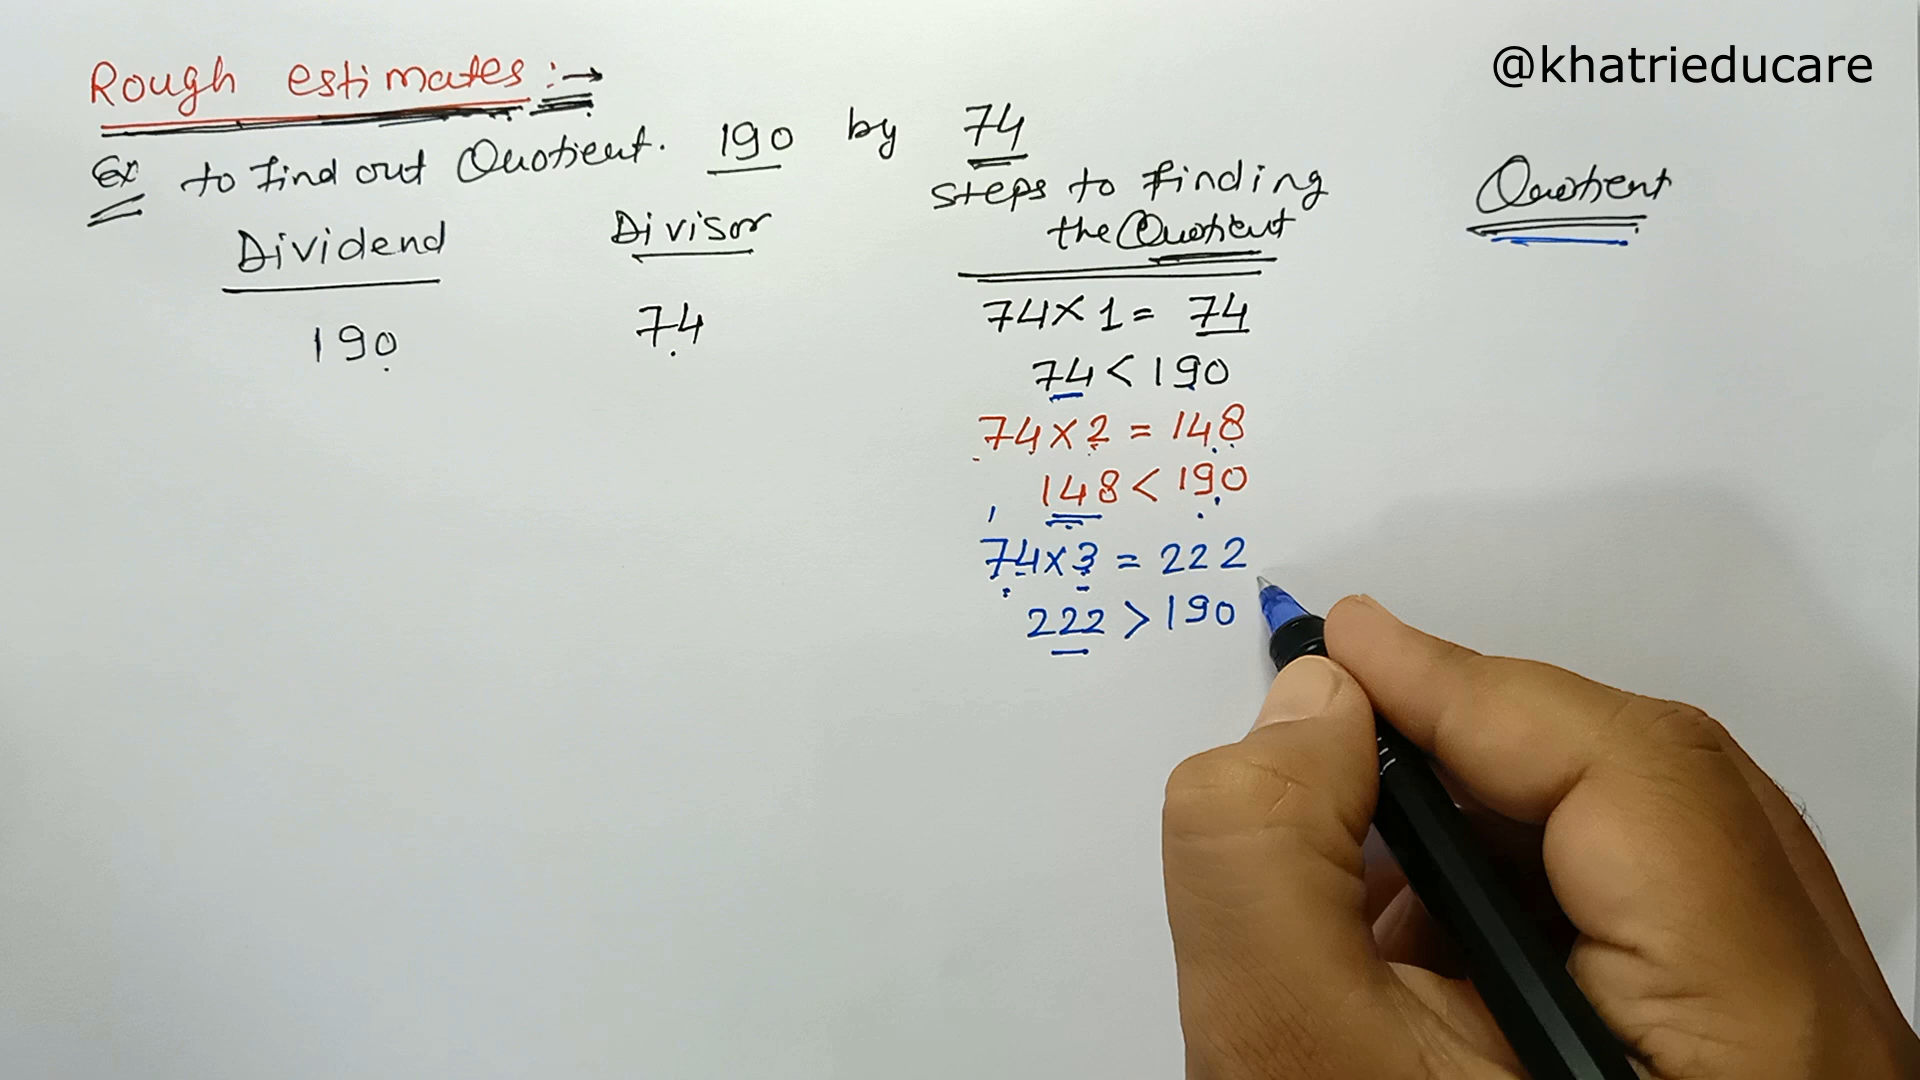 @khatrieducare
Rough estimates :→
Ex to find out Quotient. 190 by 74
Dividend
190
Divisor
74
steps to finding
the Quotient
74×1= 74
74<190
74×2=148
148<190
74×3=222
222>190
Quotient